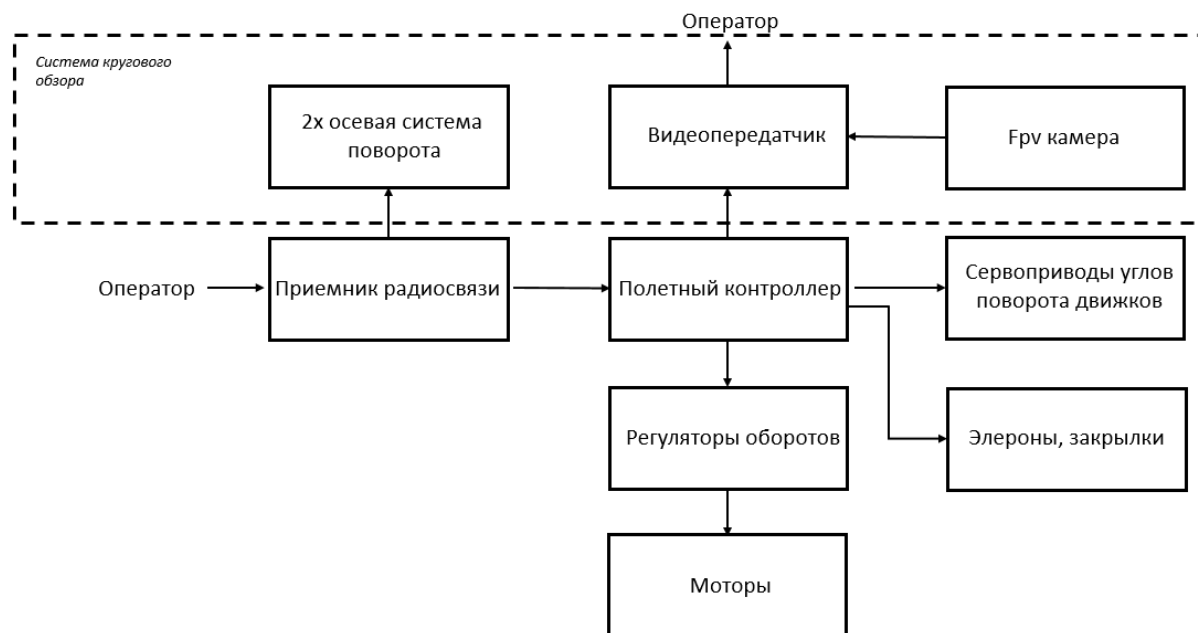 Оператор
Система кругового
обзора
2х осевая система
поворота
Видеопередатчик
Fpv камера
Оператор
Приемник радиосвязи
Полетный контроллер
Сервоприводы углов
поворота движков
Регуляторы оборотов
Элероны, закрылки
Моторы